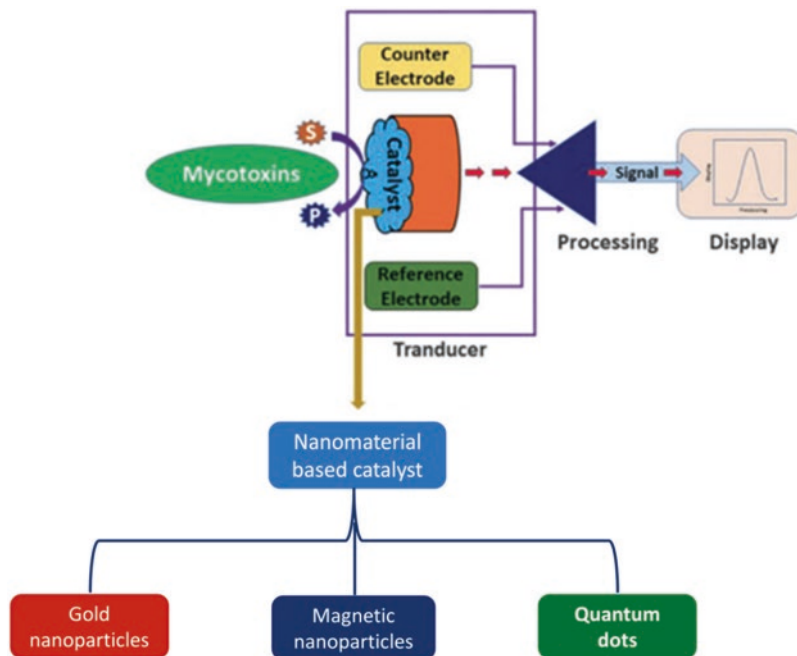 Counter
Electrode
S
Mycotoxins
Catalyst
P
Signal
Processing
Display
Reference
Electrode
Tranducer
Nanomaterial
based catalyst
Gold
nanoparticles
Magnetic
nanoparticles
Quantum
dots